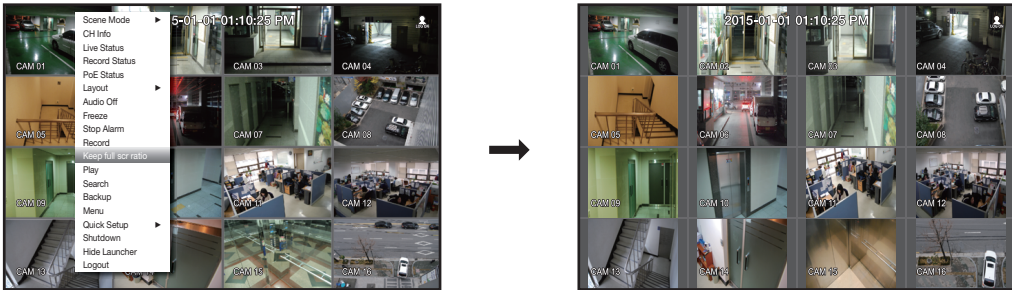 Scene Mode
CH Info
Live Status
Record Status
PoE Status
Layout
Audio Off
Freeze
Stop Alarm
Record
Keep full scr ratio
Play
Search
Backup
Menu
Quick Setup
Shutdown
Hide Launcher
Logout
5-01-01 01:10:25 PM
LOG ON
CAM 01
CAM 03
CAM 04
CAM 05
CAM 07
CAM 08
CAM 09
CAM 11
CAM 12
CAM 13
CAM 15
CAM 16
2015-01-01 01:10:25 PM
LOG ON
CAM 01
CAM 02
CAM 03
CAM 04
CAM 05
CAM 06
CAM 07
CAM 08
CAM 09
CAM 10
CAM 11
CAM 12
CAM 13
CAM 14
CAM 15
CAM 16